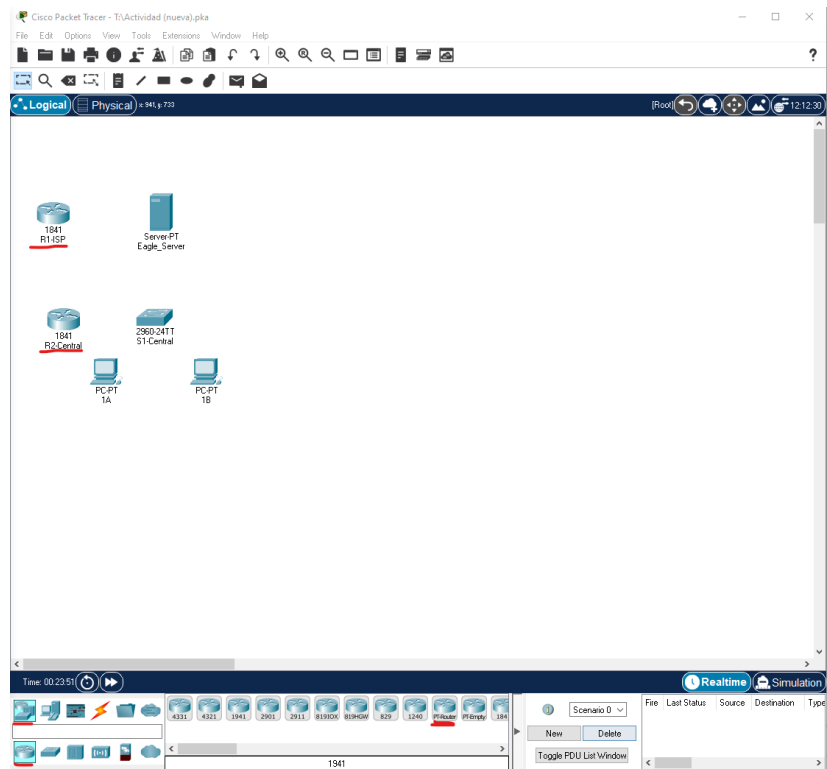 Cisco Packet Tracer - T:\Actividad (nueva).pka
File Edit Options View Tools Extensions Window Help
?
Logical Physical x: 941, y: 733
[Root] 12:12:30
1841
R1-ISP
Server-PT
Eagle_Server
1841
R2-Central
2960-24TT
S1-Central
PC-PT
1A
PC-PT
1B
Time: 00:23:51
Realtime Simulation
4331 4321 1941 2901 2911 819IOX 819HGW 829 1240 PT-Router PT-Empty 184
1941
Scenario 0
New Delete
Toggle PDU List Window
Fire Last Status Source Destination Type